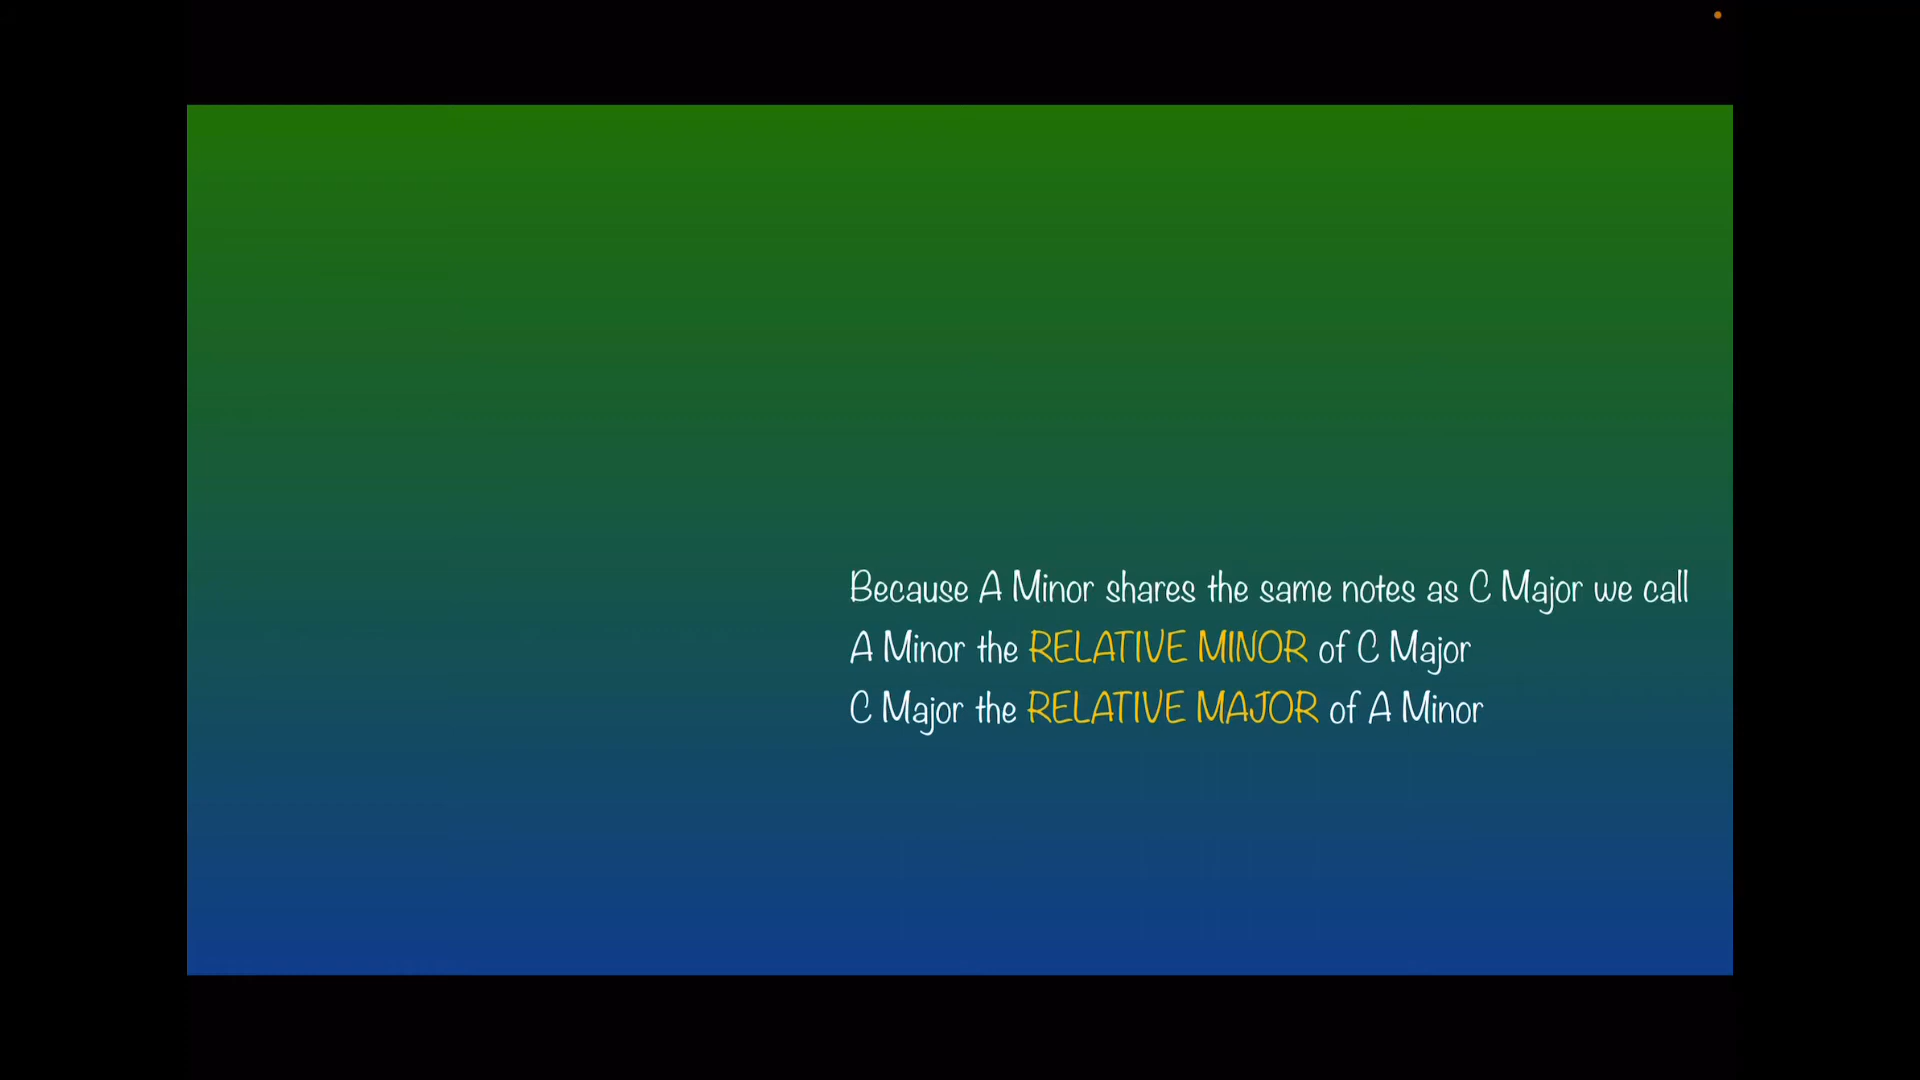 Because A Minor shares the same notes as C Major we call
A Minor the RELATIVE MINOR of C Major
C Major the RELATIVE MAJOR of A Minor